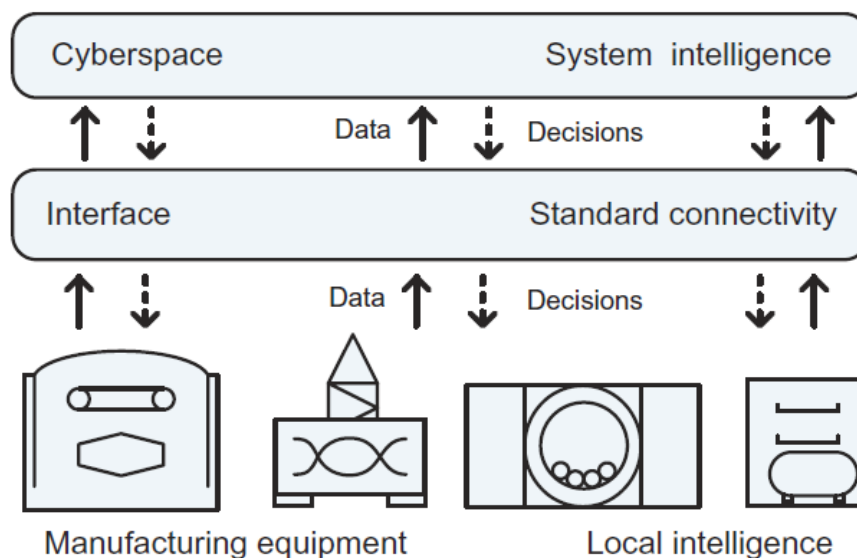 Cyberspace System intelligence
Data Decisions
Interface Standard connectivity
Data Decisions
Manufacturing equipment Local intelligence